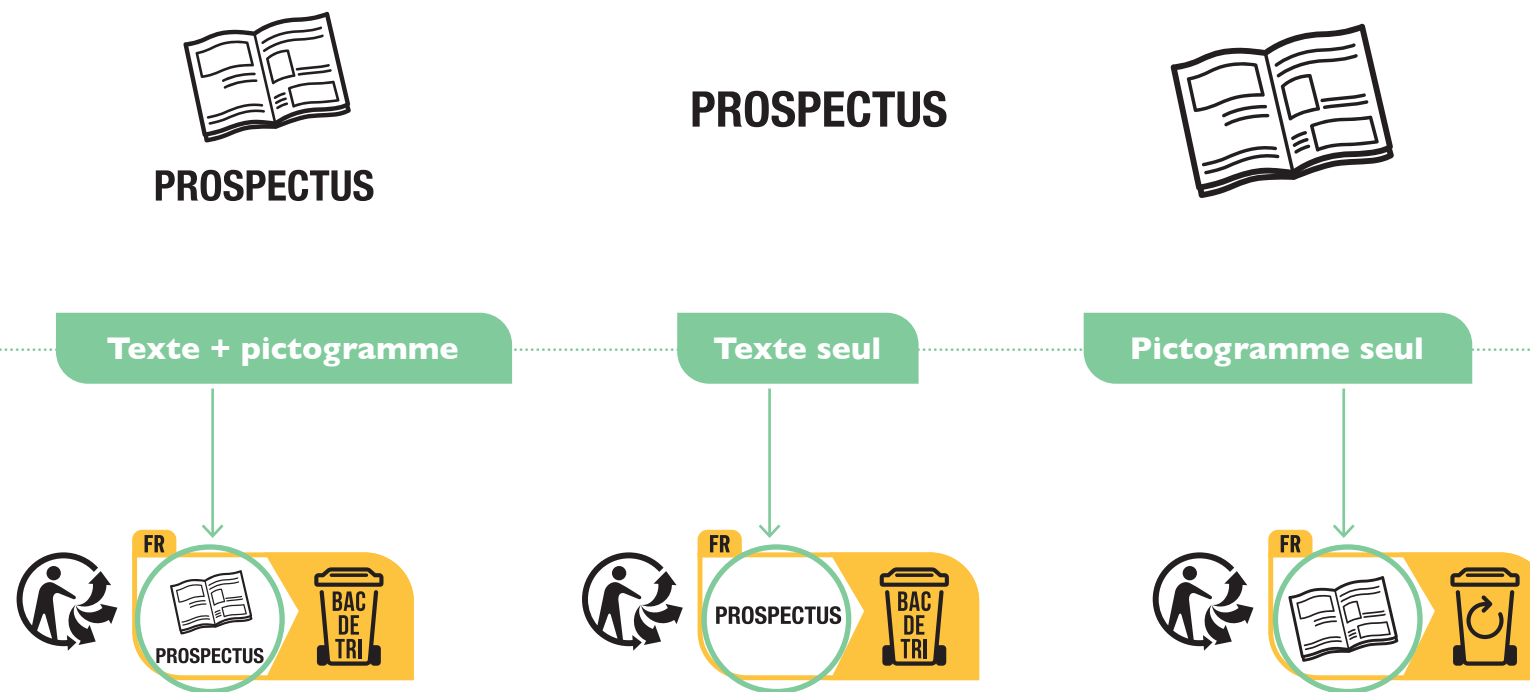 PROSPECTUS
PROSPECTUS
Texte + pictogramme
Texte seul
Pictogramme seul
FR
PROSPECTUS
BAC
DE
TRI
FR
PROSPECTUS
BAC
DE
TRI
FR